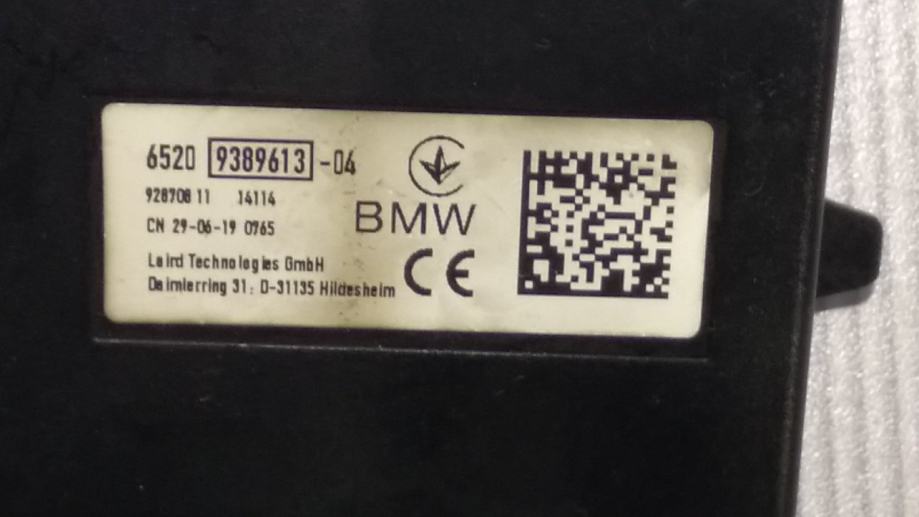 6520 9389613 -04
928708 11 14114
CN 29-06-19 0765
BMW
Laird Technologies GmbH
CE
Daimlerring 31; D-31135 Hildesheim